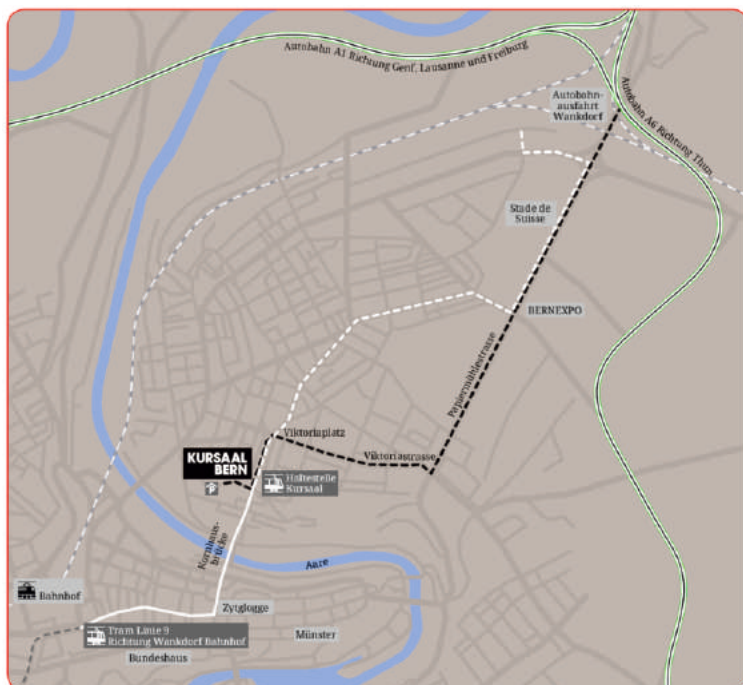 Autobahn A1 Richtung Genf, Lausanne und Freiburg
Autobahn-
ausfahrt
Wankdorf
Autobahn A6 Richtung Thun
Stade de
Suisse
BERNEXPO
Papiermühlestrasse
Viktoriaplatz
Viktoriastrasse
KURSAAL
BERN
P
Haltestelle
Kursaal
Kornhaus-
brücke
Aare
Bahnhof
Zytglogge
Tram Linie 9
Richtung Wankdorf Bahnhof
Münster
Bundeshaus